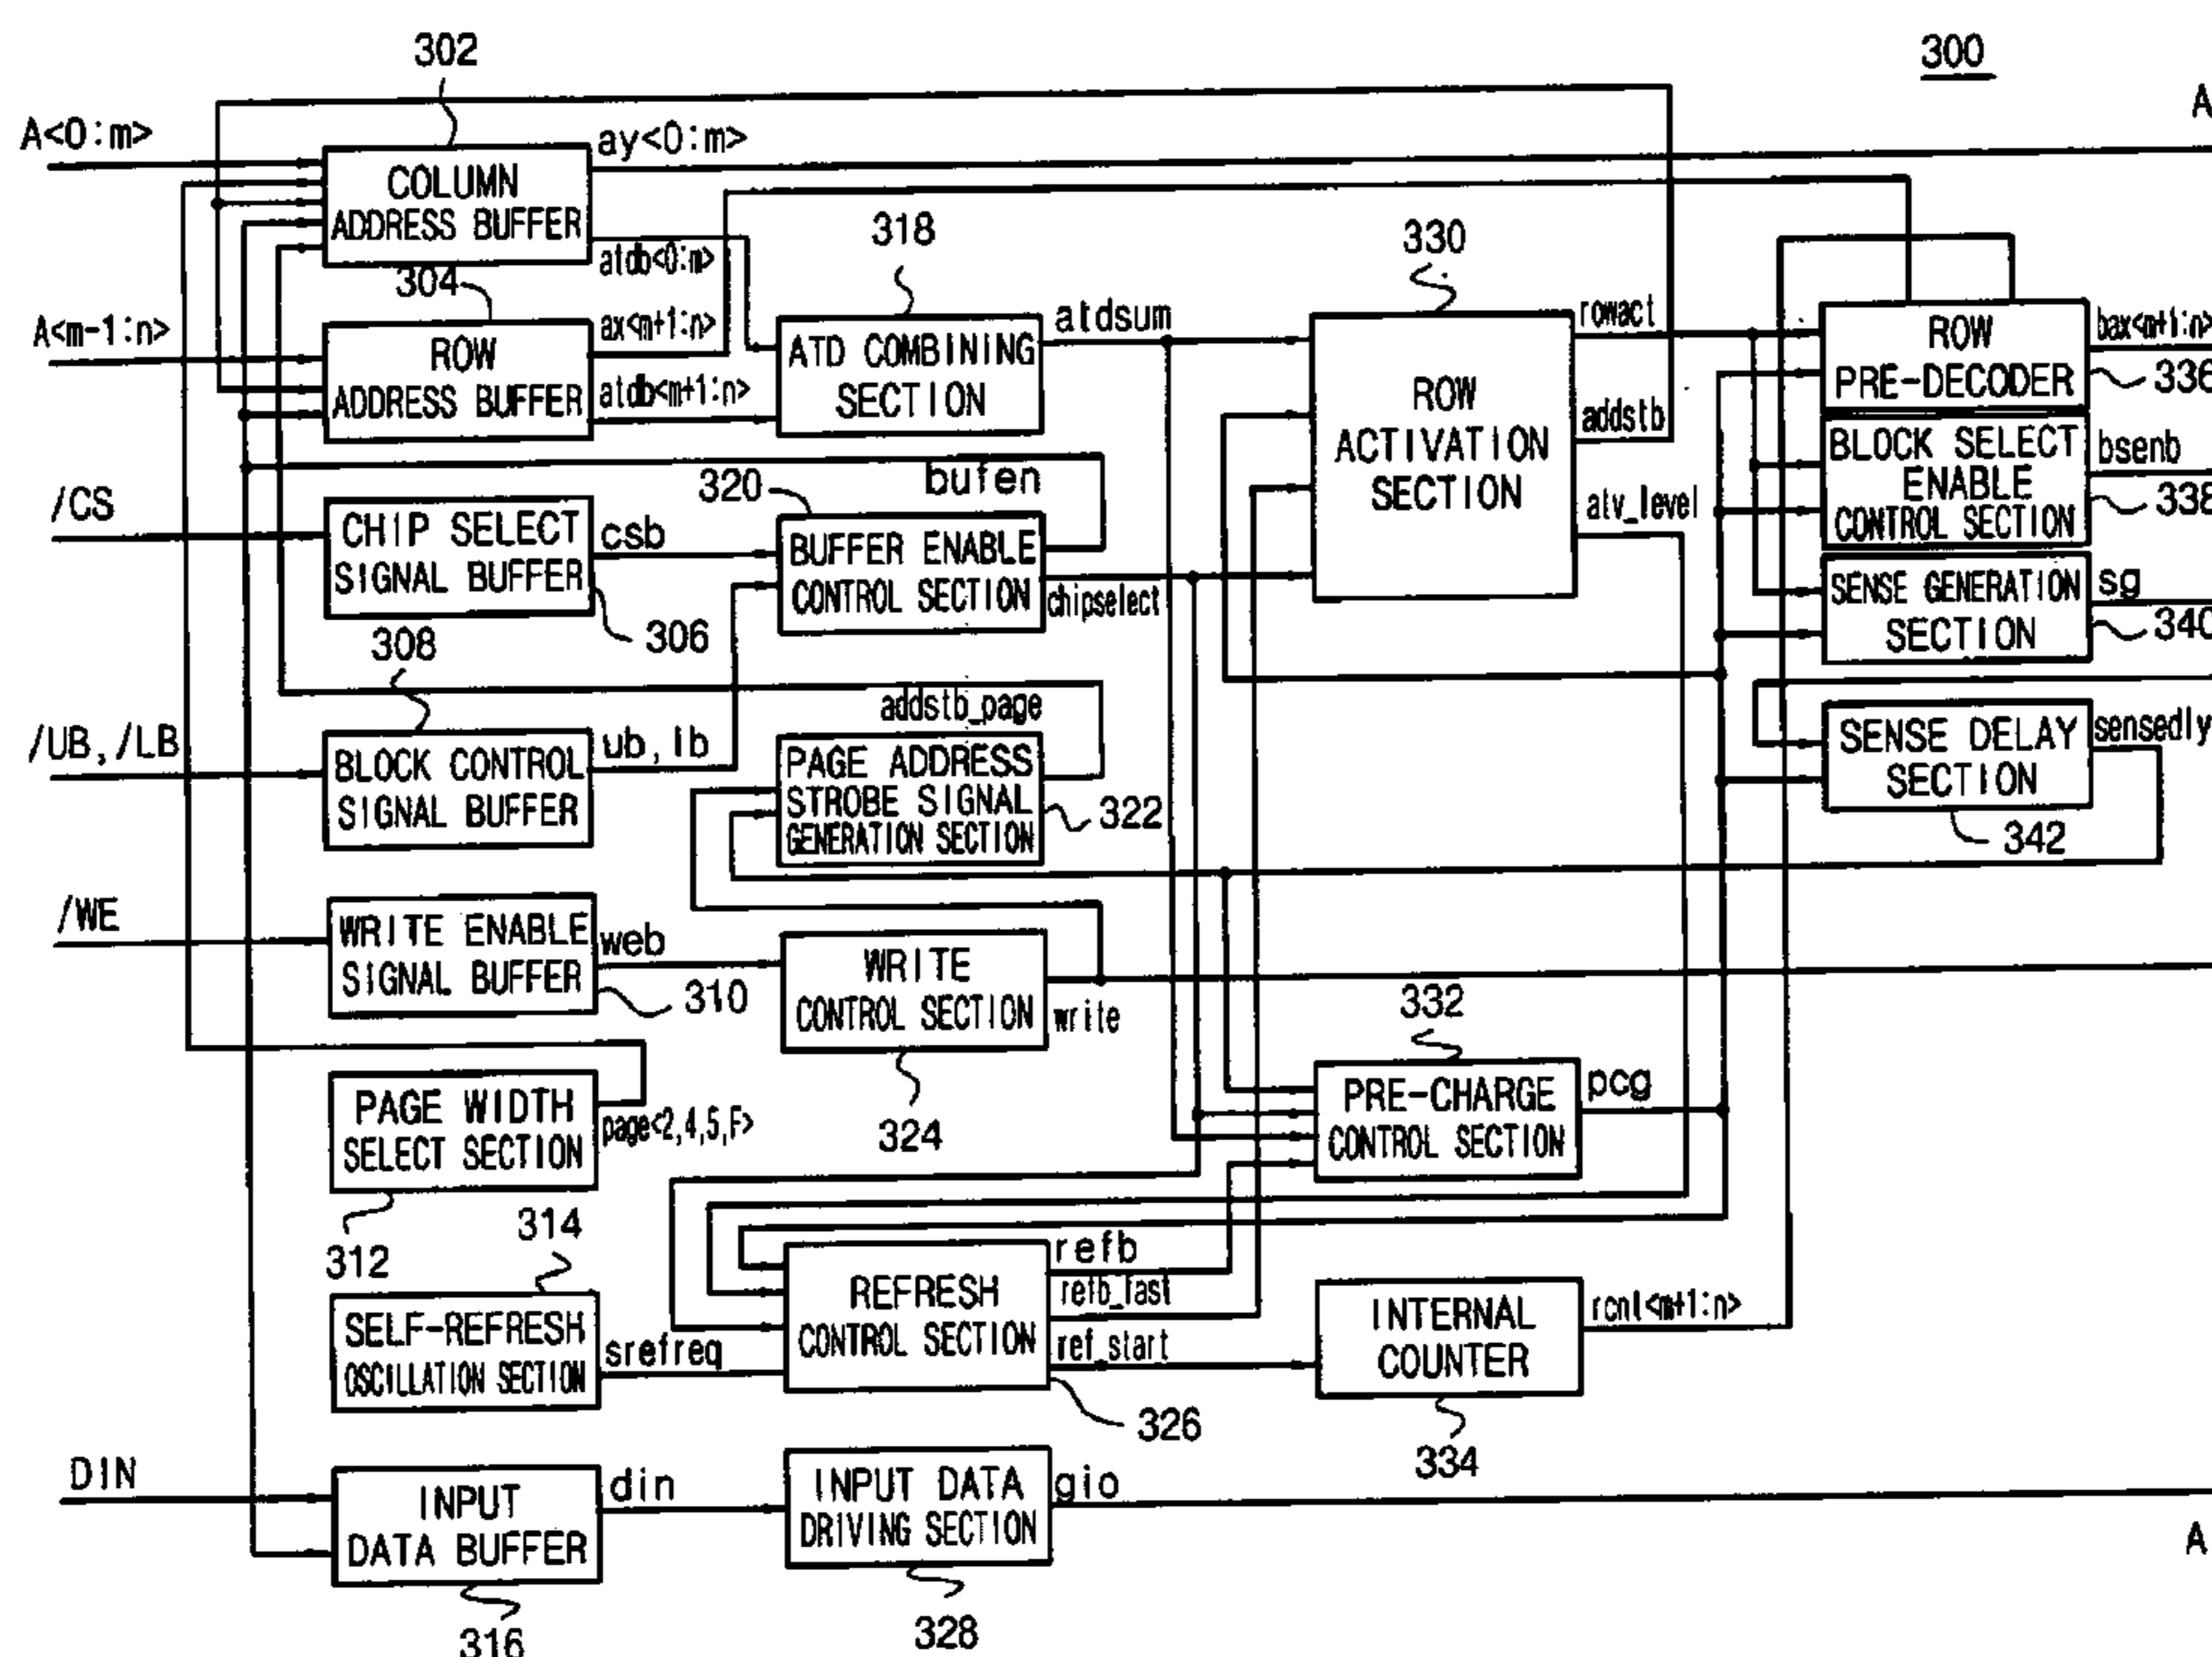 302
300
A<0:m>
ay<0:m>
A
COLUMN
ADDRESS BUFFER
atdb<0:m>
318
330
304
A<m-1:n>
ax<m+1:n>
ROW
ADDRESS BUFFER
atdb<m+1:n>
ATD COMBINING
SECTION
atdsum
ROW
ACTIVATION
SECTION
rowact
addstb
atv_level
ROW
PRE-DECODER
bax<m+1:n>
336
BLOCK SELECT
ENABLE
CONTROL SECTION
bsenb
338
/CS
CHIP SELECT
SIGNAL BUFFER
csb
306
320
bufen
BUFFER ENABLE
CONTROL SECTION
chipselect
SENSE GENERATION
SECTION
sg
340
308
addstb_page
/UB, /LB
BLOCK CONTROL
SIGNAL BUFFER
ub, lb
PAGE ADDRESS
STROBE SIGNAL
GENERATION SECTION
322
SENSE DELAY
SECTION
sensedly
342
/WE
WRITE ENABLE
SIGNAL BUFFER
web
310
WRITE
CONTROL SECTION
write
324
332
PRE-CHARGE
CONTROL SECTION
pcg
PAGE WIDTH
SELECT SECTION
page<2,4,5,F>
312
314
SELF-REFRESH
OSCILLATION SECTION
srefreq
REFRESH
CONTROL SECTION
refb
refb_fast
ref_start
326
INTERNAL
COUNTER
rcnt<m+1:n>
334
DIN
INPUT
DATA BUFFER
din
316
INPUT DATA
DRIVING SECTION
gio
328
A